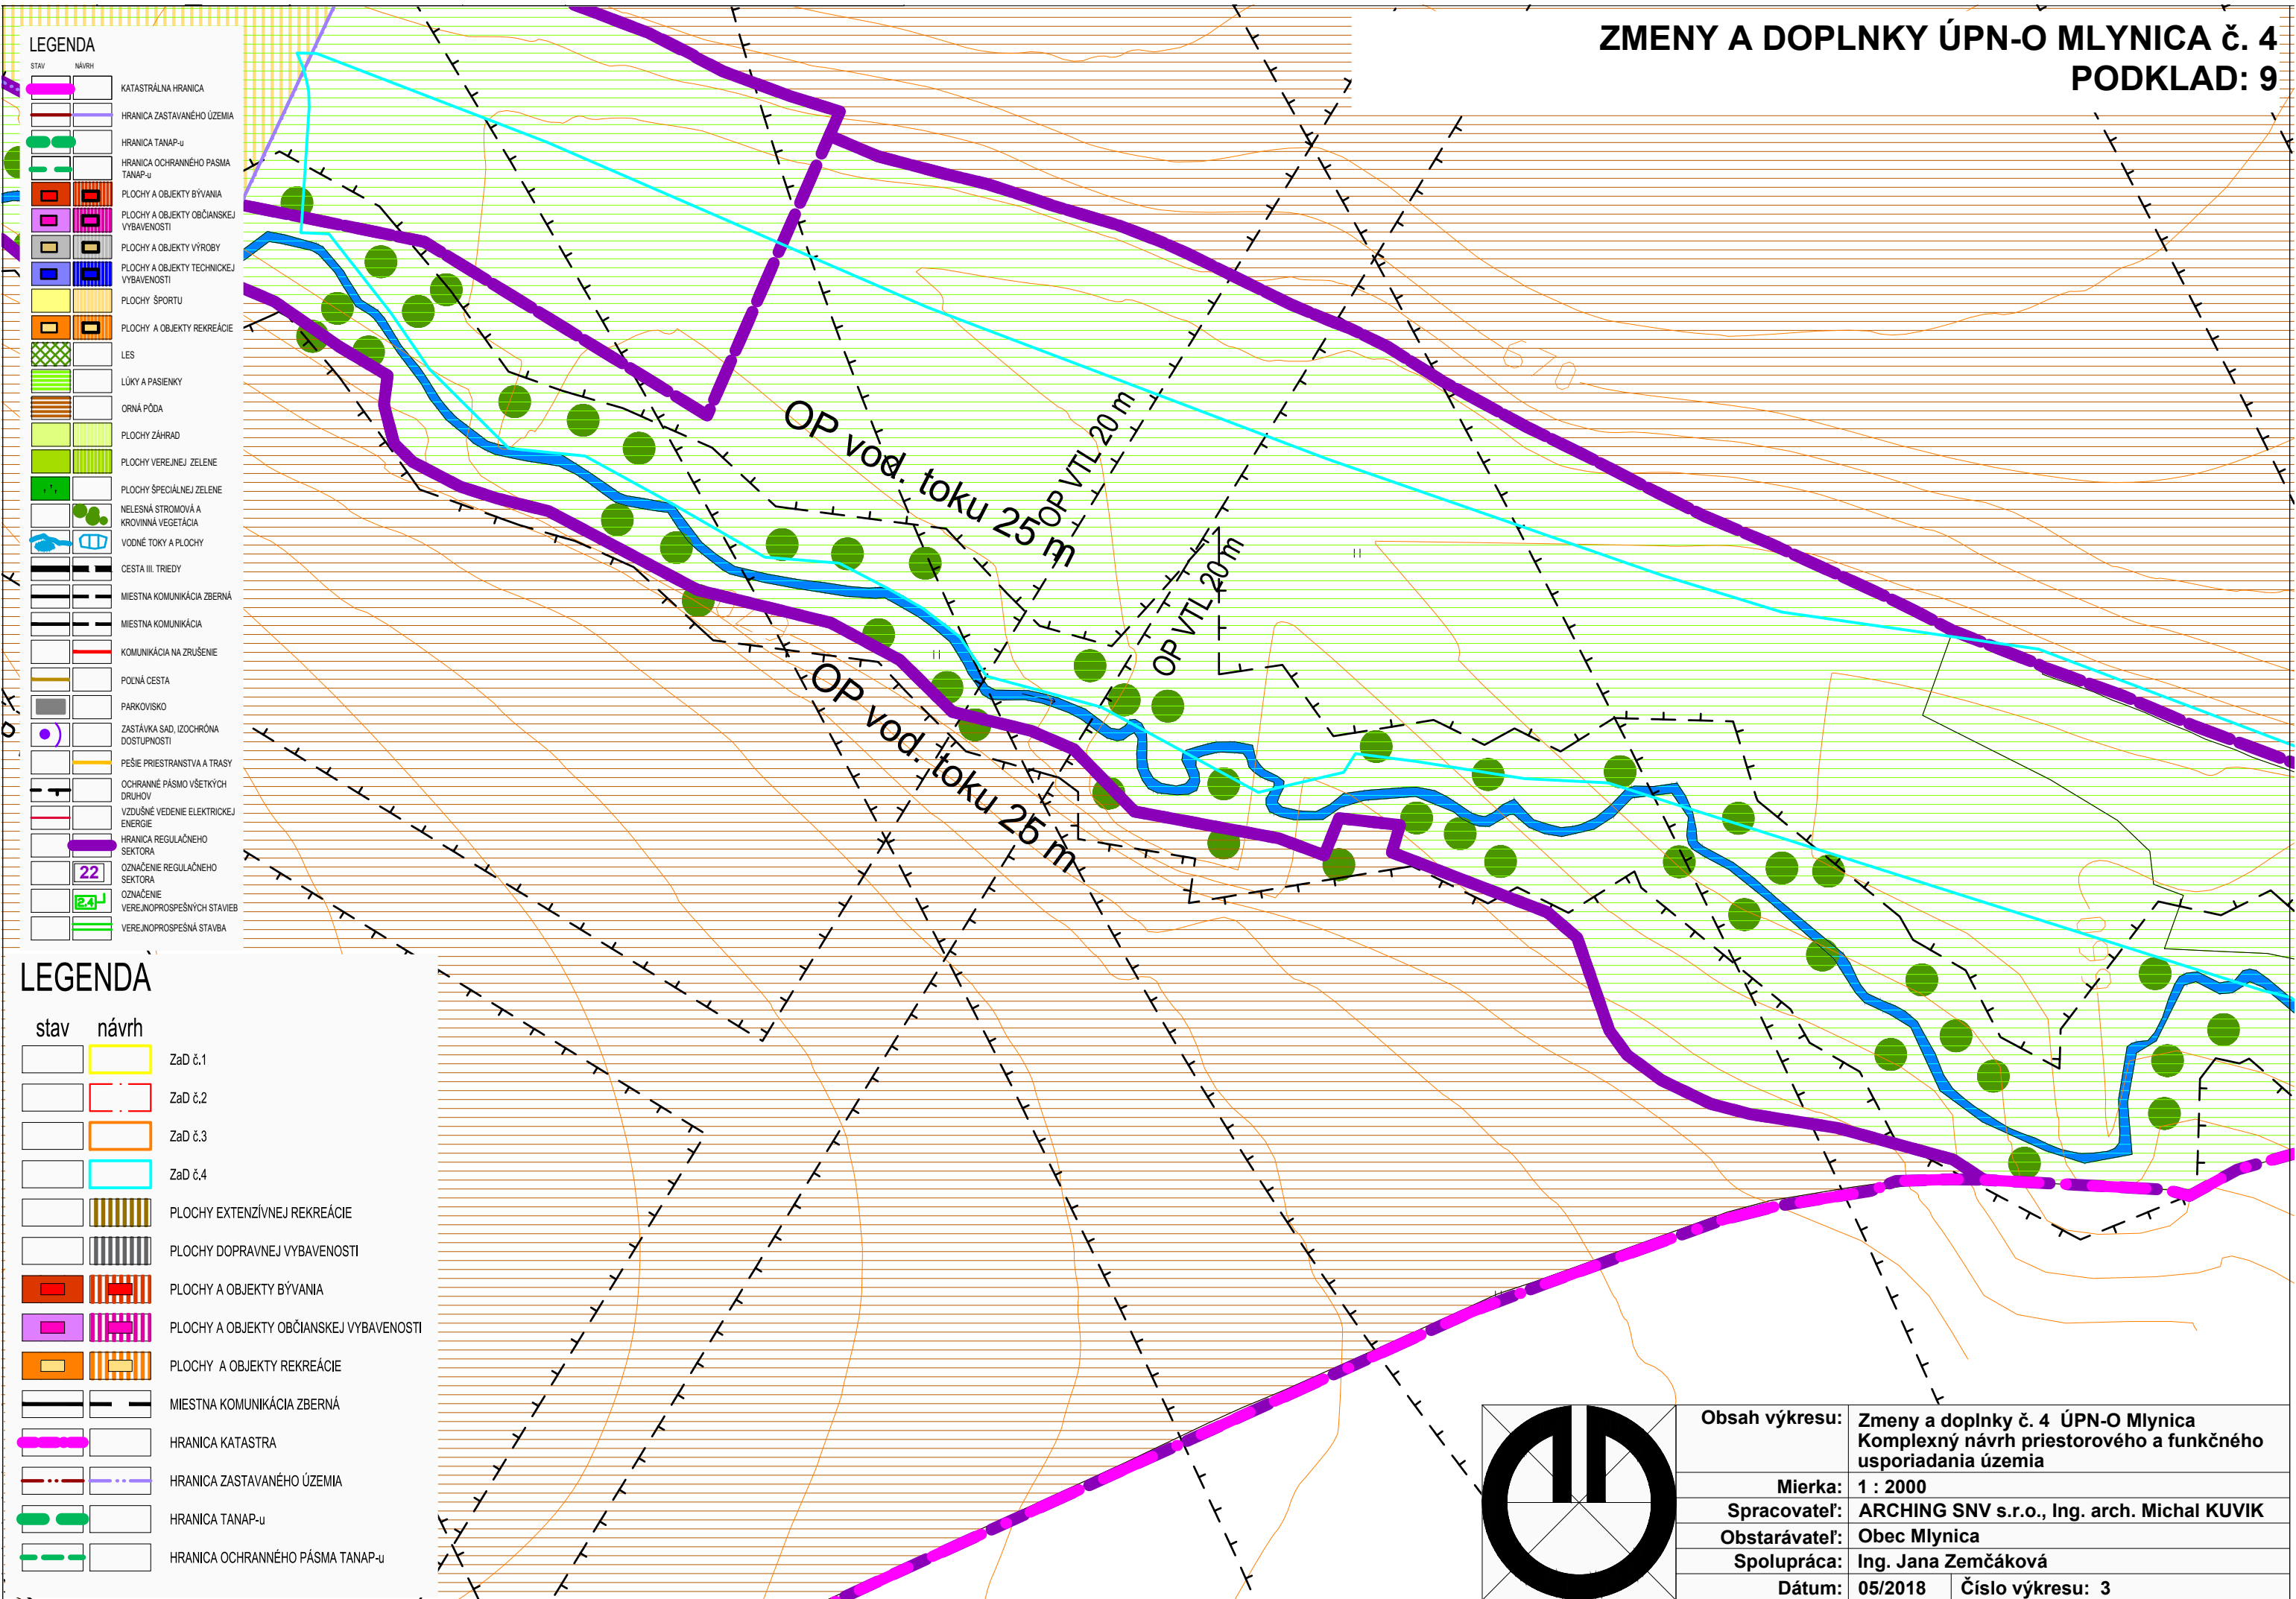 ZMENY A DOPLNKY ÚPN-O MLYNICA č. 4
PODKLAD: 9
LEGENDA
STAV NÁVRH
KATASTRÁLNA HRANICA
HRANICA ZASTAVANÉHO ÚZEMIA
HRANICA TANAP-u
HRANICA OCHRANNÉHO PASMA
TANAP-u
PLOCHY A OBJEKTY BÝVANIA
PLOCHY A OBJEKTY OBČIANSKEJ
VYBAVENOSTI
PLOCHY A OBJEKTY VÝROBY
PLOCHY A OBJEKTY TECHNICKEJ
VYBAVENOSTI
PLOCHY ŠPORTU
PLOCHY A OBJEKTY REKREÁCIE
LES
LÚKY A PASIENKY
ORNÁ PÔDA
PLOCHY ZÁHRAD
PLOCHY VEREJNEJ ZELENE
PLOCHY ŠPECIÁLNEJ ZELENE
NELESNÁ STROMOVÁ A
KROVINNÁ VEGETÁCIA
VODNÉ TOKY A PLOCHY
CESTA III. TRIEDY
MIESTNA KOMUNIKÁCIA ZBERNÁ
MIESTNA KOMUNIKÁCIA
KOMUNIKÁCIA NA ZRUŠENIE
POĽNÁ CESTA
PARKOVISKO
ZASTÁVKA SAD, IZOCHRÓNA
DOSTUPNOSTI
PEŠIE PRIESTRANSTVA A TRASY
OCHRANNÉ PÁSMO VŠETKÝCH
DRUHOV
VZDUŠNÉ VEDENIE ELEKTRICKEJ
ENERGIE
HRANICA REGULAČNÉHO
SEKTORA
22
OZNAČENIE REGULAČNÉHO
SEKTORA
2.4
OZNAČENIE
VEREJNOPROSPEŠNÝCH STAVIEB
VEREJNOPROSPEŠNÁ STAVBA
OP vod. toku 25 m
OP VTL 20 m
OP VTL 20 m
OP vod. toku 25 m
LEGENDA
stav návrh
ZaD č.1
ZaD č.2
ZaD č.3
ZaD č.4
PLOCHY EXTENZÍVNEJ REKREÁCIE
PLOCHY DOPRAVNEJ VYBAVENOSTI
PLOCHY A OBJEKTY BÝVANIA
PLOCHY A OBJEKTY OBČIANSKEJ VYBAVENOSTI
PLOCHY A OBJEKTY REKREÁCIE
MIESTNA KOMUNIKÁCIA ZBERNÁ
HRANICA KATASTRA
HRANICA ZASTAVANÉHO ÚZEMIA
HRANICA TANAP-u
HRANICA OCHRANNÉHO PÁSMA TANAP-u
Obsah výkresu: Zmeny a doplnky č. 4 ÚPN-O Mlynica
Komplexný návrh priestorového a funkčného
usporiadania územia
Mierka: 1 : 2000
Spracovateľ: ARCHING SNV s.r.o., Ing. arch. Michal KUVIK
Obstarávateľ: Obec Mlynica
Spolupráca: Ing. Jana Zemčáková
Dátum: 05/2018 Číslo výkresu: 3